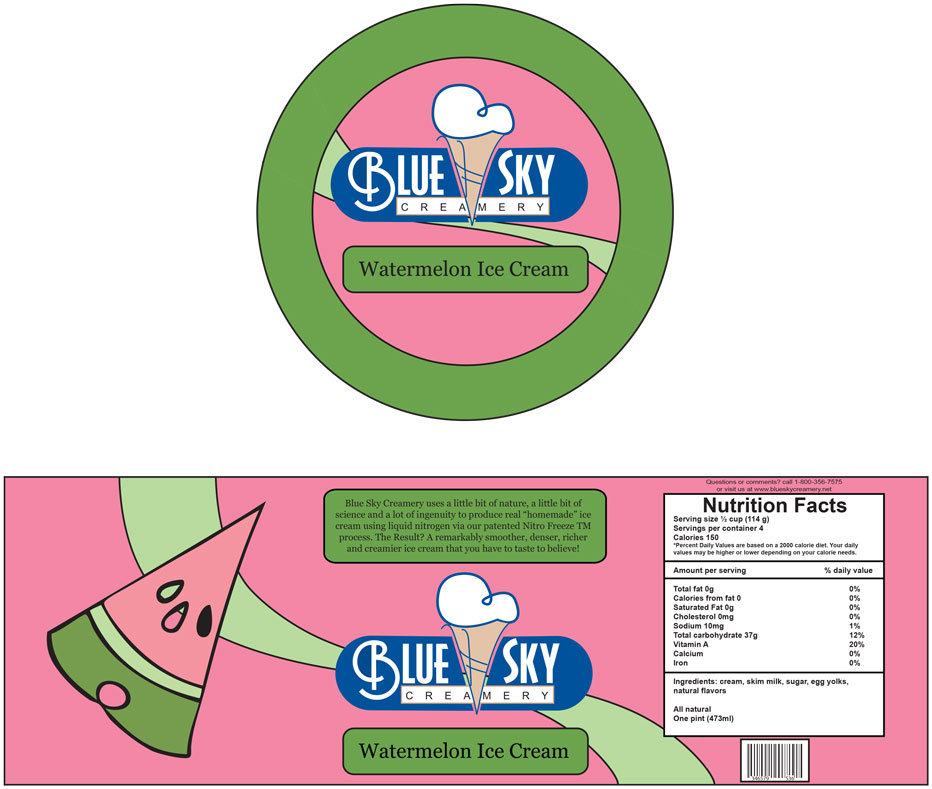 BLUE SKY
CREAMERY
Watermelon Ice Cream
Blue Sky Creamery uses a little bit of nature, a little bit of
science and a lot of ingenuity to produce real “homemade” ice
cream using liquid nitrogen via our patented Nitro Freeze TM
process. The Result? A remarkably smoother, denser, richer
and creamier ice cream that you have to taste to believe!
BLUE SKY
CREAMERY
Watermelon Ice Cream
Questions or comments? call 1-800-356-7575
or visit us at www.blueskycreamery.net
Nutrition Facts
Serving size ½ cup (114 g)
Servings per container 4
Calories 150
*Percent Daily Values are based on a 2000 calorie diet. Your daily
values may be higher or lower depending on your calorie needs.
Amount per serving % daily value
Total fat 0g 0%
Calories from fat 0 0%
Saturated Fat 0g 0%
Cholesterol 0mg 0%
Sodium 10mg 1%
Total carbohydrate 37g 12%
Vitamin A 20%
Calcium 0%
Iron 0%
Ingredients: cream, skim milk, sugar, egg yolks,
natural flavors
All natural
One pint (473ml)